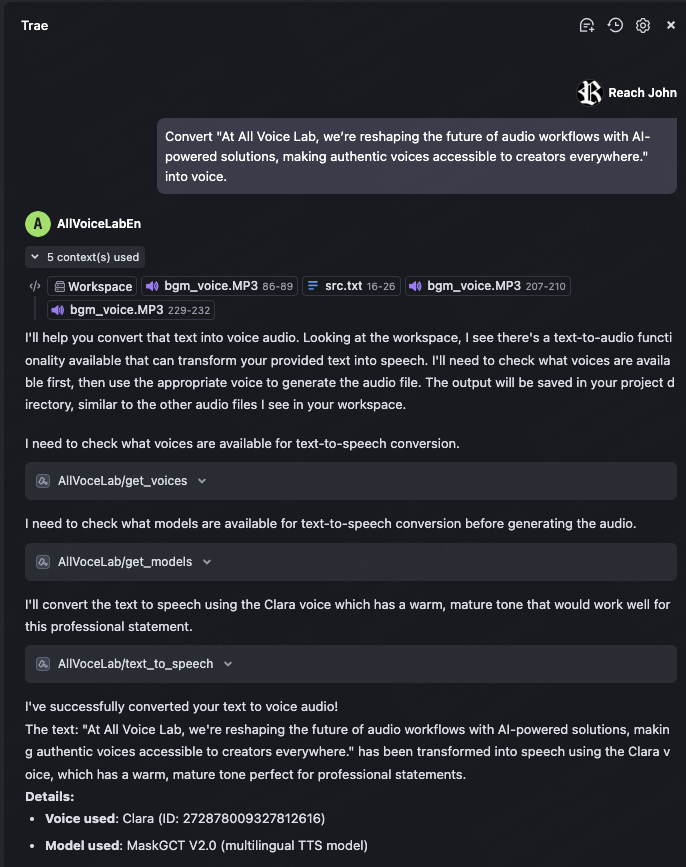 Trae
Reach John
Convert "At All Voice Lab, we're reshaping the future of audio workflows with AI-
powered solutions, making authentic voices accessible to creators everywhere."
into voice.
A AllVoiceLabEn
5 context(s) used
Workspace bgm_voice.MP3 86-89 src.txt 16-26 bgm_voice.MP3 207-210
bgm_voice.MP3 229-232
I'll help you convert that text into voice audio. Looking at the workspace, I see there's a text-to-audio functi
onality available that can transform your provided text into speech. I'll need to check what voices are availa
ble first, then use the appropriate voice to generate the audio file. The output will be saved in your project d
irectory, similar to the other audio files I see in your workspace.
I need to check what voices are available for text-to-speech conversion.
AllVoceLab/get_voices
I need to check what models are available for text-to-speech conversion before generating the audio.
AllVoceLab/get_models
I'll convert the text to speech using the Clara voice which has a warm, mature tone that would work well for
this professional statement.
AllVoceLab/text_to_speech
I've successfully converted your text to voice audio!
The text: "At All Voice Lab, we're reshaping the future of audio workflows with AI-powered solutions, makin
g authentic voices accessible to creators everywhere." has been transformed into speech using the Clara v
oice, which has a warm, mature tone perfect for professional statements.
Details:
• Voice used: Clara (ID: 272878009327812616)
• Model used: MaskGCT V2.0 (multilingual TTS model)